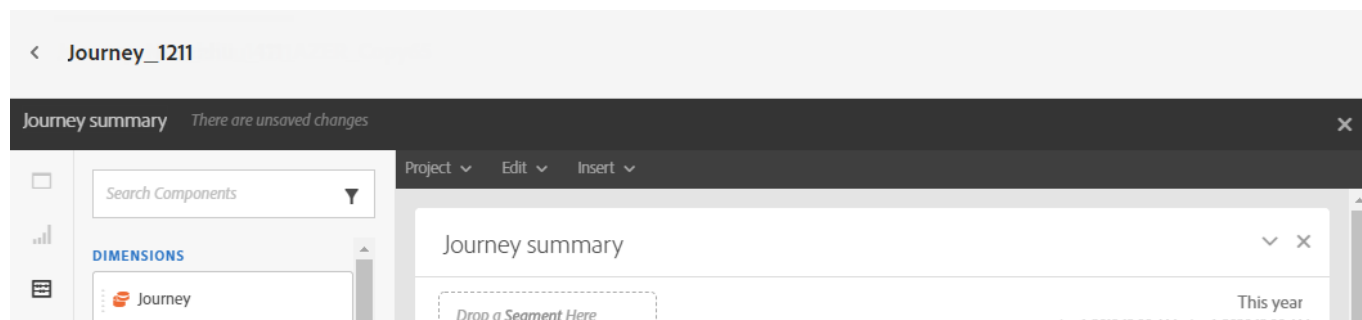 Journey_1211
Journey summary There are unsaved changes
Project Edit Insert
Search Components
Journey summary
DIMENSIONS
Journey
This year
Drop a Segment Here